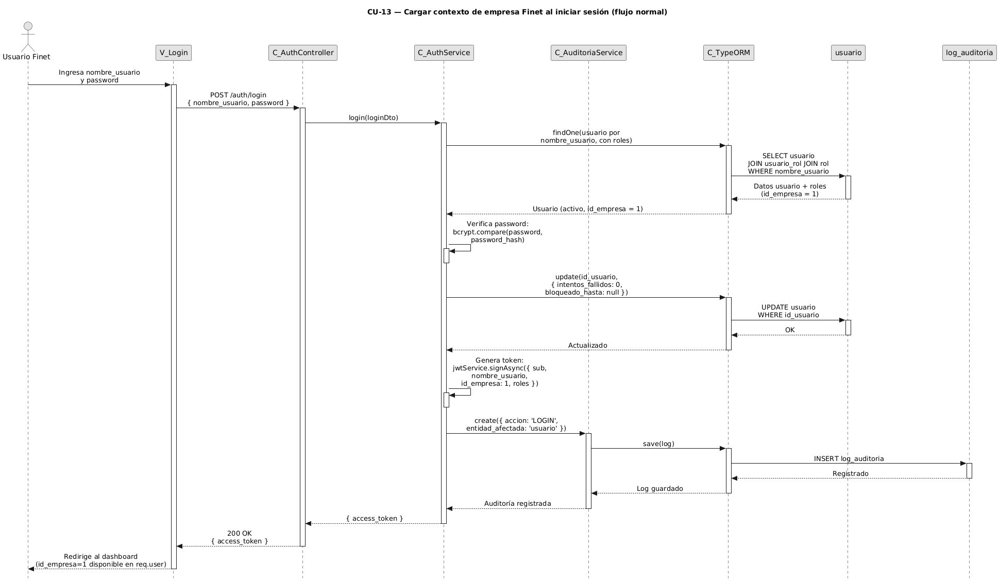 CU-13 — Cargar contexto de empresa Finet al iniciar sesión (flujo normal)
Usuario Finet
V_Login
C_AuthController
C_AuthService
C_AuditoriaService
C_TypeORM
usuario
log_auditoria
Ingresa nombre_usuario
y password
POST /auth/login
{ nombre_usuario, password }
login(loginDto)
findOne(usuario por
nombre_usuario, con roles)
SELECT usuario
JOIN usuario_rol JOIN rol
WHERE nombre_usuario
Datos usuario + roles
(id_empresa = 1)
Usuario (activo, id_empresa = 1)
Verifica password:
bcrypt.compare(password,
password_hash)
update(id_usuario,
{ intentos_fallidos: 0,
bloqueado_hasta: null })
UPDATE usuario
WHERE id_usuario
OK
Actualizado
Genera token:
jwtService.signAsync({ sub,
nombre_usuario,
id_empresa: 1, roles })
create({ accion: 'LOGIN',
entidad_afectada: 'usuario' })
save(log)
INSERT log_auditoria
Registrado
Log guardado
Auditoría registrada
{ access_token }
200 OK
{ access_token }
Redirige al dashboard
(id_empresa=1 disponible en req.user)